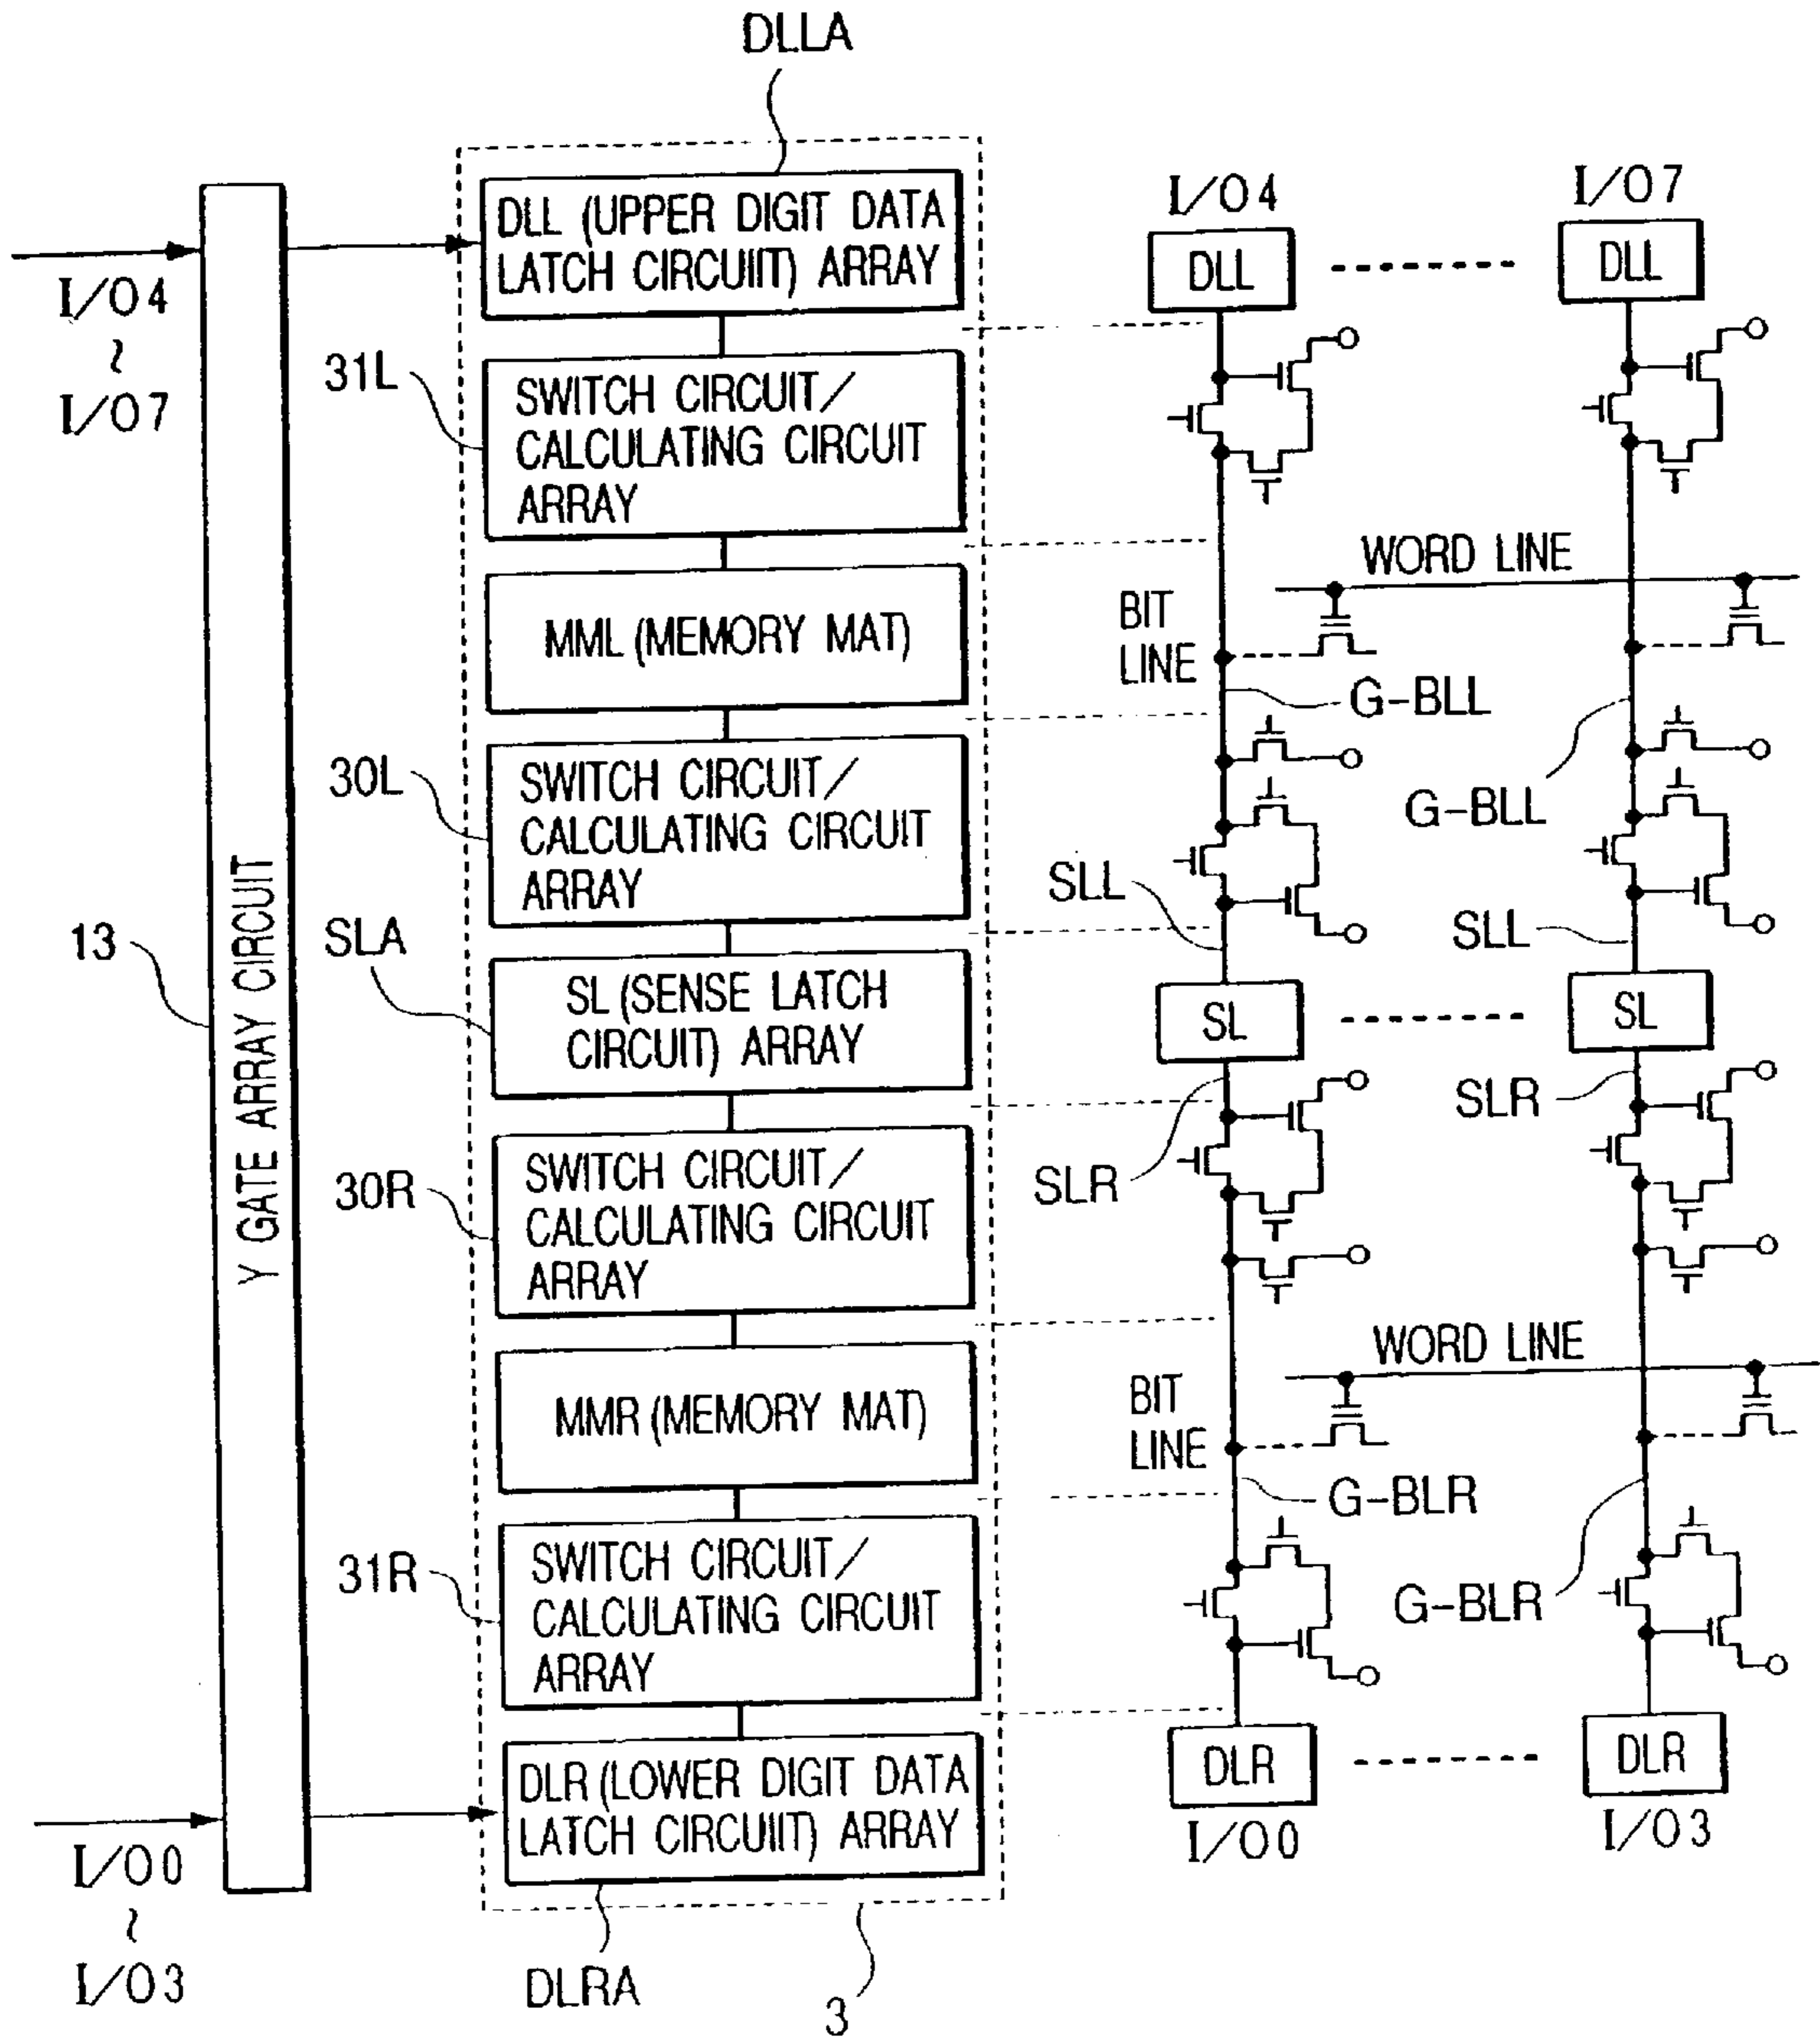 DLLA
I/O4
I/O7
DLL (UPPER DIGIT DATA
LATCH CIRCUIIT) ARRAY
DLL
DLL
I/O4
~
I/O7
31L
SWITCH CIRCUIT/
CALCULATING CIRCUIT
ARRAY
WORD LINE
MML (MEMORY MAT)
BIT
LINE
G-BLL
30L
SWITCH CIRCUIT/
CALCULATING CIRCUIT
ARRAY
G-BLL
SLL
13
Y GATE ARRAY CIRCUIT
SLA
SLL
SL (SENSE LATCH
CIRCUIT) ARRAY
SL
SL
SLR
30R
SWITCH CIRCUIT/
CALCULATING CIRCUIT
ARRAY
SLR
WORD LINE
MMR (MEMORY MAT)
BIT
LINE
G-BLR
31R
SWITCH CIRCUIT/
CALCULATING CIRCUIT
ARRAY
G-BLR
DLR (LOWER DIGIT DATA
LATCH CIRCUIIT) ARRAY
DLR
DLR
I/O0
~
I/O3
I/O0
I/O3
DLRA
3